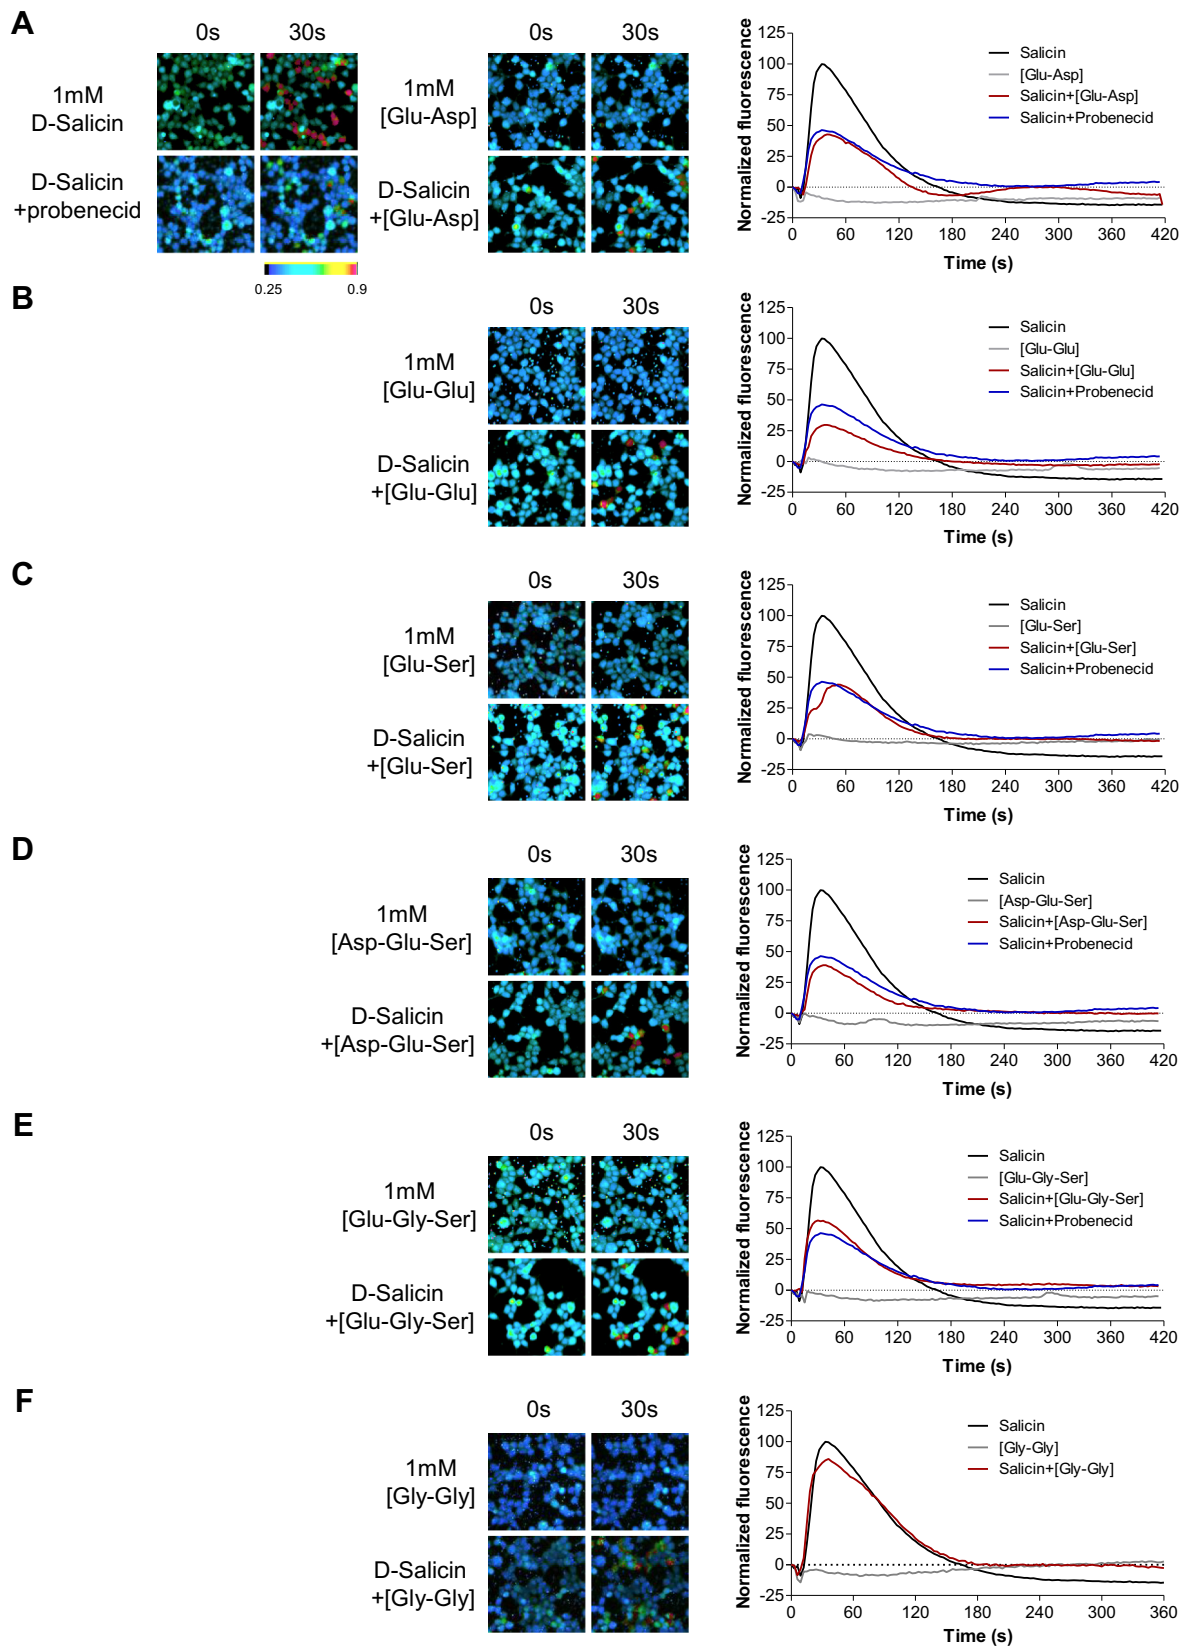 A
0s 30s
1mM
D-Salicin
D-Salicin
+probenecid
0.25 0.9
0s 30s
1mM
[Glu-Asp]
D-Salicin
+[Glu-Asp]
Normalized fluorescence
125
100
75
50
25
0
-25
Salicin
[Glu-Asp]
Salicin+[Glu-Asp]
Salicin+Probenecid
0 60 120 180 240 300 360 420
Time (s)
B
0s 30s
1mM
[Glu-Glu]
D-Salicin
+[Glu-Glu]
Normalized fluorescence
125
100
75
50
25
0
-25
Salicin
[Glu-Glu]
Salicin+[Glu-Glu]
Salicin+Probenecid
0 60 120 180 240 300 360 420
Time (s)
C
0s 30s
1mM
[Glu-Ser]
D-Salicin
+[Glu-Ser]
Normalized fluorescence
125
100
75
50
25
0
-25
Salicin
[Glu-Ser]
Salicin+[Glu-Ser]
Salicin+Probenecid
0 60 120 180 240 300 360 420
Time (s)
D
0s 30s
1mM
[Asp-Glu-Ser]
D-Salicin
+[Asp-Glu-Ser]
Normalized fluorescence
125
100
75
50
25
0
-25
Salicin
[Asp-Glu-Ser]
Salicin+[Asp-Glu-Ser]
Salicin+Probenecid
0 60 120 180 240 300 360 420
Time (s)
E
0s 30s
1mM
[Glu-Gly-Ser]
D-Salicin
+[Glu-Gly-Ser]
Normalized fluorescence
125
100
75
50
25
0
-25
Salicin
[Glu-Gly-Ser]
Salicin+[Glu-Gly-Ser]
Salicin+Probenecid
0 60 120 180 240 300 360 420
Time (s)
F
0s 30s
1mM
[Gly-Gly]
D-Salicin
+[Gly-Gly]
Normalized fluorescence
125
100
75
50
25
0
-25
Salicin
[Gly-Gly]
Salicin+[Gly-Gly]
0 60 120 180 240 300 360
Time (s)